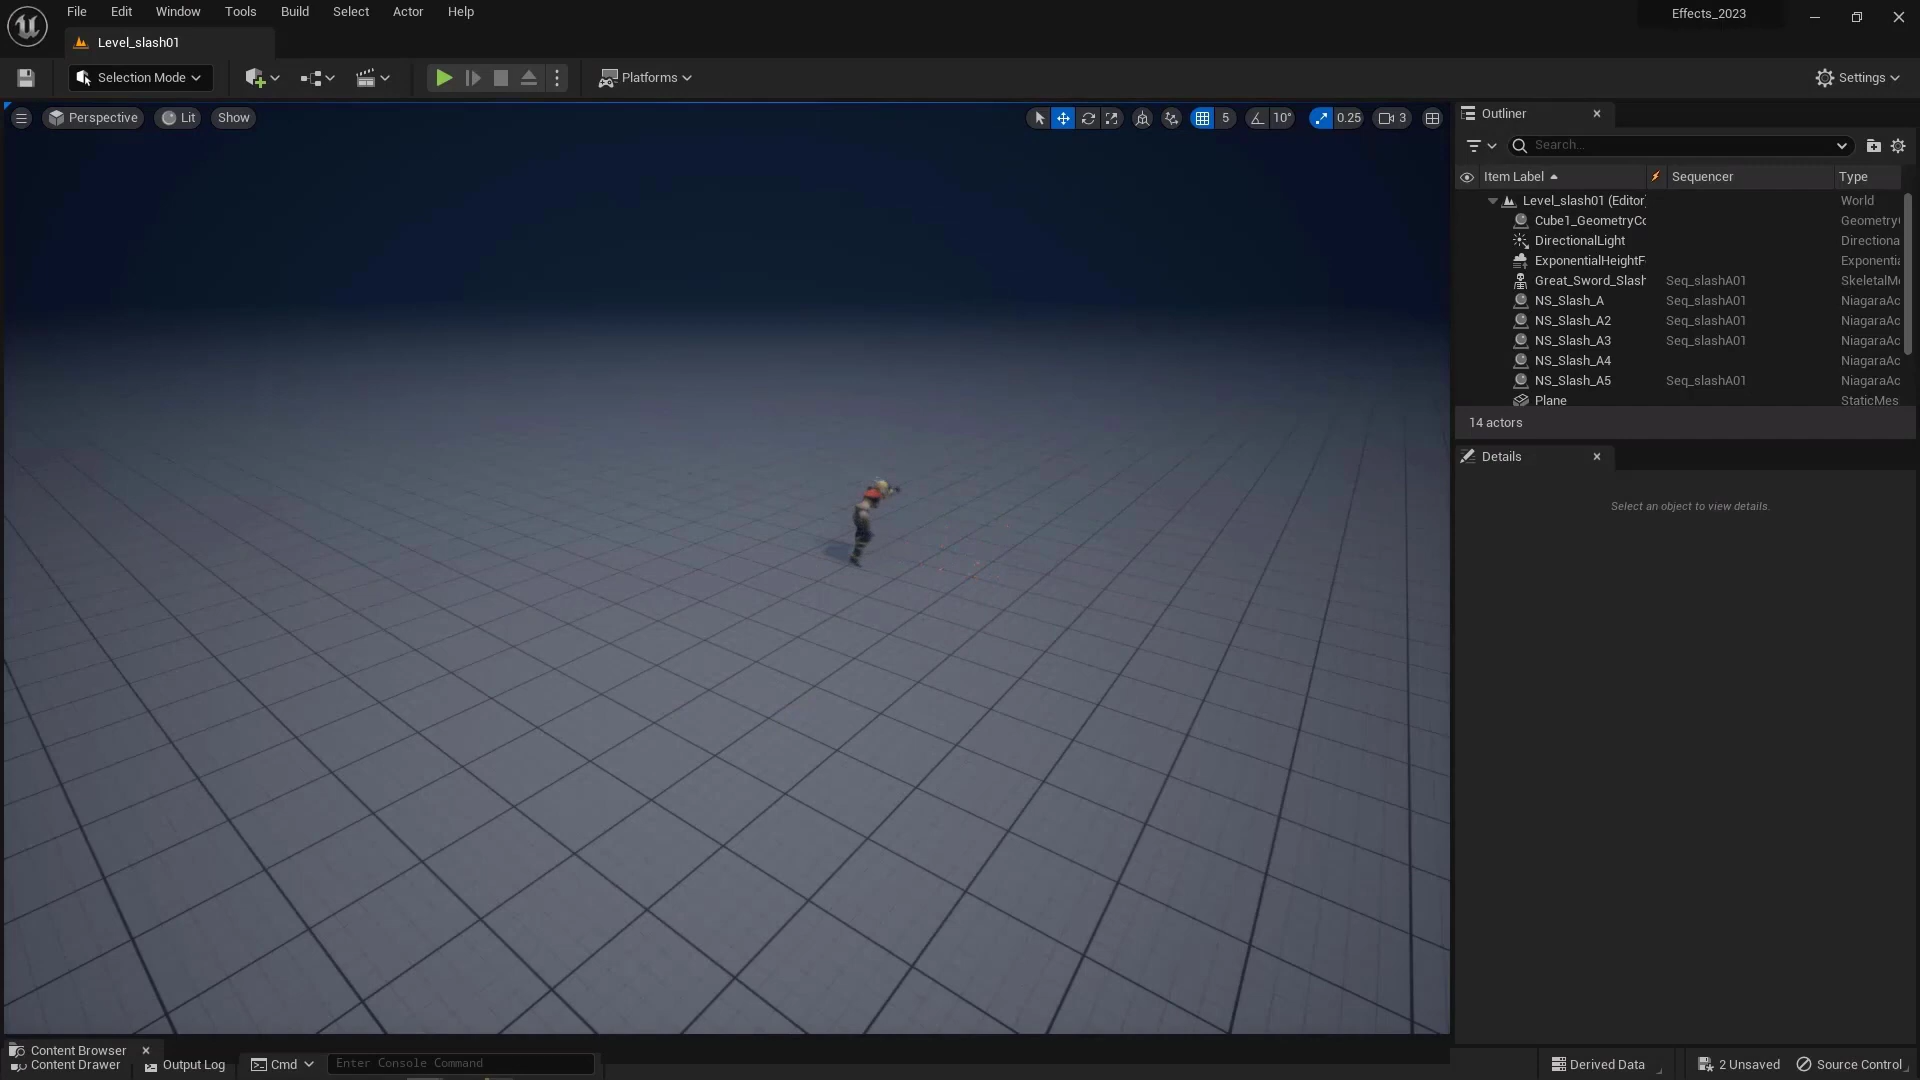 File Edit Window Tools Build Select Actor Help
Effects_2023
Level_slash01
Selection Mode
Platforms
Settings
Perspective Lit Show
5 10° 0.25 3
Outliner
Search...
Item Label Sequencer Type
Level_slash01 (Editor) World
Cube1_GeometryCo Geometry
DirectionalLight Directiona
ExponentialHeightF Exponentia
Great_Sword_Slash Seq_slashA01 SkeletalM
NS_Slash_A Seq_slashA01 NiagaraAc
NS_Slash_A2 Seq_slashA01 NiagaraAc
NS_Slash_A3 Seq_slashA01 NiagaraAc
NS_Slash_A4 NiagaraAc
NS_Slash_A5 Seq_slashA01 NiagaraAc
Plane StaticMes
14 actors
Details
Select an object to view details.
Content Browser
Content Drawer Output Log Cmd Enter Console Command
Derived Data 2 Unsaved Source Control